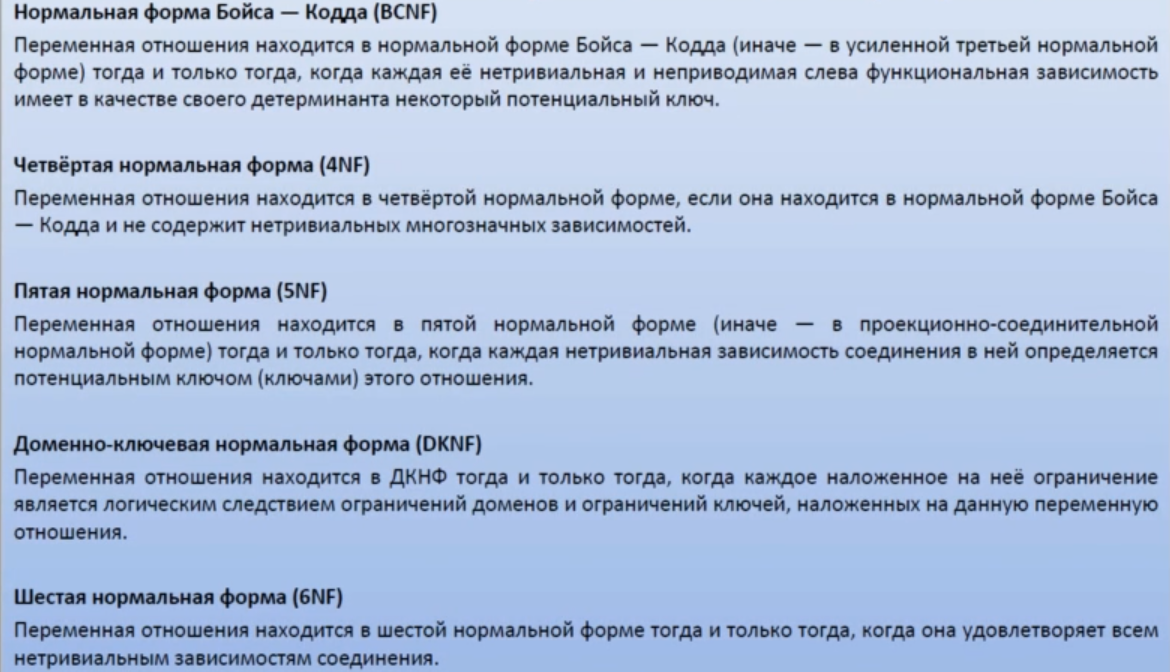 Нормальная форма Бойса — Кодда (BCNF)
Переменная отношения находится в нормальной форме Бойса — Кодда (иначе — в усиленной третьей нормальной
форме) тогда и только тогда, когда каждая её нетривиальная и неприводимая слева функциональная зависимость
имеет в качестве своего детерминанта некоторый потенциальный ключ.
Четвёртая нормальная форма (4NF)
Переменная отношения находится в четвёртой нормальной форме, если она находится в нормальной форме Бойса
— Кодда и не содержит нетривиальных многозначных зависимостей.
Пятая нормальная форма (5NF)
Переменная отношения находится в пятой нормальной форме (иначе — в проекционно-соединительной
нормальной форме) тогда и только тогда, когда каждая нетривиальная зависимость соединения в ней определяется
потенциальным ключом (ключами) этого отношения.
Доменно-ключевая нормальная форма (DKNF)
Переменная отношения находится в ДКНФ тогда и только тогда, когда каждое наложенное на неё ограничение
является логическим следствием ограничений доменов и ограничений ключей, наложенных на данную переменную
отношения.
Шестая нормальная форма (6NF)
Переменная отношения находится в шестой нормальной форме тогда и только тогда, когда она удовлетворяет всем
нетривиальным зависимостям соединения.